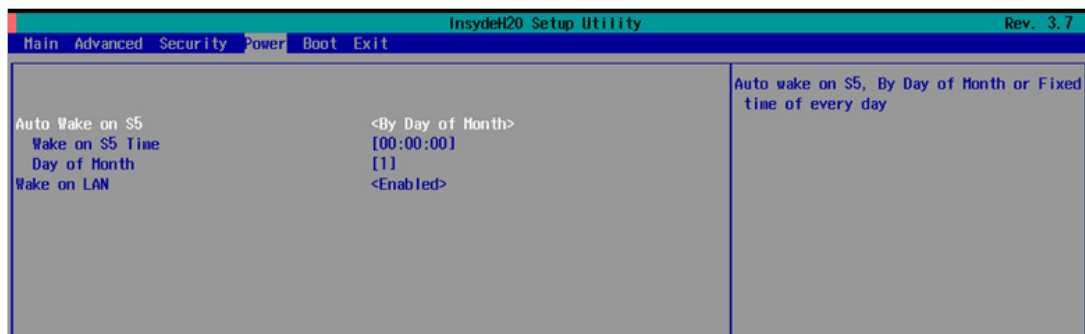 InsydeH20 Setup Utility Rev. 3.7
Main Advanced Security Power Boot Exit
Auto Wake on S5 <By Day of Month>
Wake on S5 Time [00:00:00]
Day of Month [1]
Wake on LAN <Enabled>
Auto wake on S5, By Day of Month or Fixed
time of every day